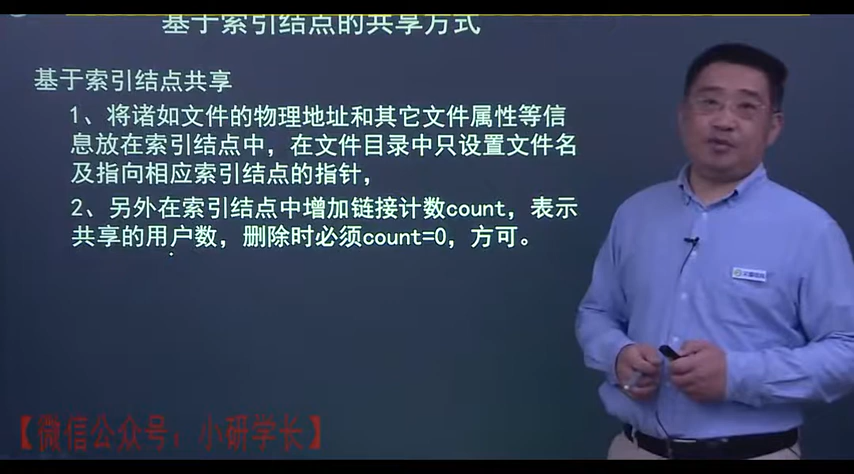 基于索引结点的共享方式
基于索引结点共享
1、将诸如文件的物理地址和其它文件属性等信
息放在索引结点中，在文件目录中只设置文件名
及指向相应索引结点的指针，
2、另外在索引结点中增加链接计数count，表示
共享的用户数，删除时必须count=0，方可。
【微信公众号：小研学长】